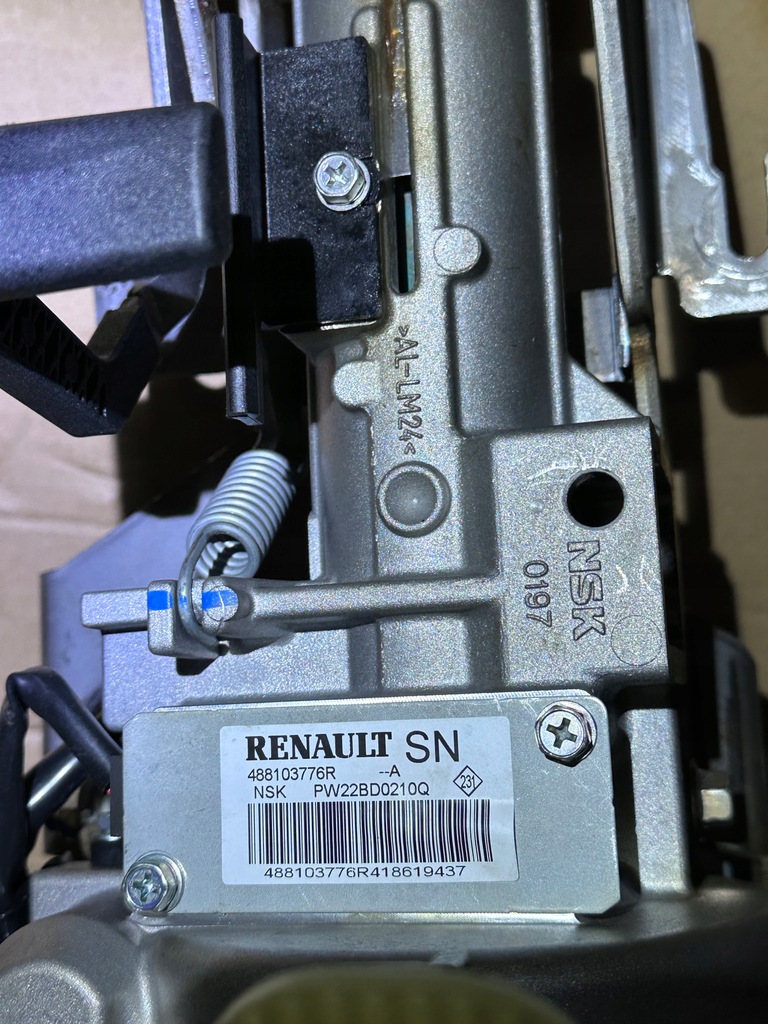 >AL-LM24<
NSK
0197
RENAULT SN
488103776R --A
NSK PW22BD0210Q 231
488103776R418619437